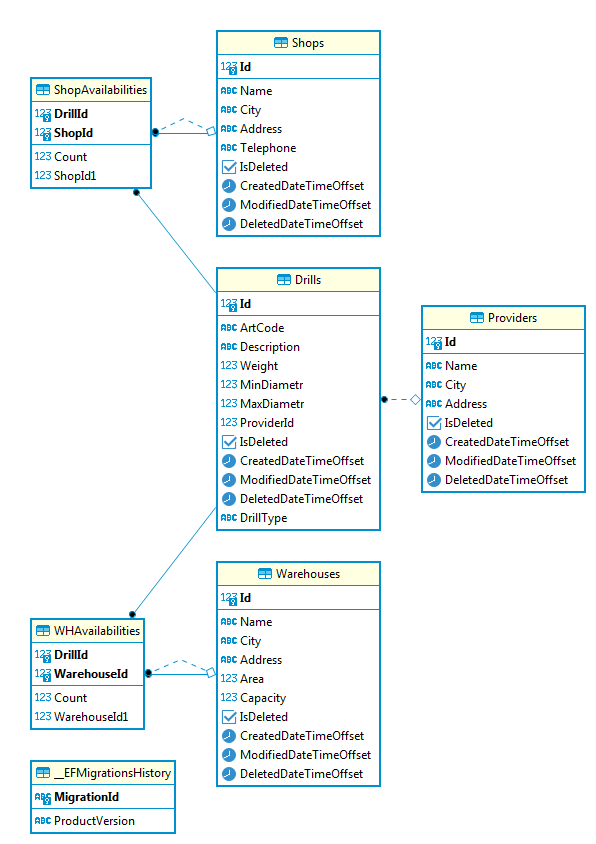 Shops
123 Id
ABC Name
ABC City
ABC Address
ABC Telephone
IsDeleted
CreatedDateTimeOffset
ModifiedDateTimeOffset
DeletedDateTimeOffset
ShopAvailabilities
123 DrillId
123 ShopId
123 Count
123 ShopId1
Drills
123 Id
ABC ArtCode
ABC Description
123 Weight
123 MinDiametr
123 MaxDiametr
123 ProviderId
IsDeleted
CreatedDateTimeOffset
ModifiedDateTimeOffset
DeletedDateTimeOffset
ABC DrillType
Providers
123 Id
ABC Name
ABC City
ABC Address
IsDeleted
CreatedDateTimeOffset
ModifiedDateTimeOffset
DeletedDateTimeOffset
Warehouses
123 Id
ABC Name
ABC City
ABC Address
123 Area
123 Capacity
IsDeleted
CreatedDateTimeOffset
ModifiedDateTimeOffset
DeletedDateTimeOffset
WHAvailabilities
123 DrillId
123 WarehouseId
123 Count
123 WarehouseId1
__EFMigrationsHistory
ABC MigrationId
ABC ProductVersion